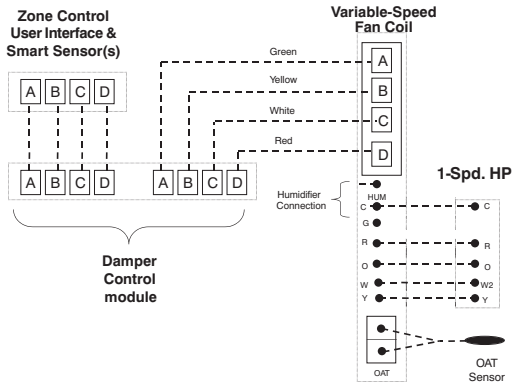 Zone Control
User Interface &
Smart Sensor(s)
A B C D
A B C D
A B C D
Damper
Control
module
Green
Yellow
White
Red
Variable-Speed
Fan Coil
A
B
C
D
Humidifier
Connection
HUM
C
G
R
O
W
Y
OAT
1-Spd. HP
C
R
O
W2
Y
OAT
Sensor